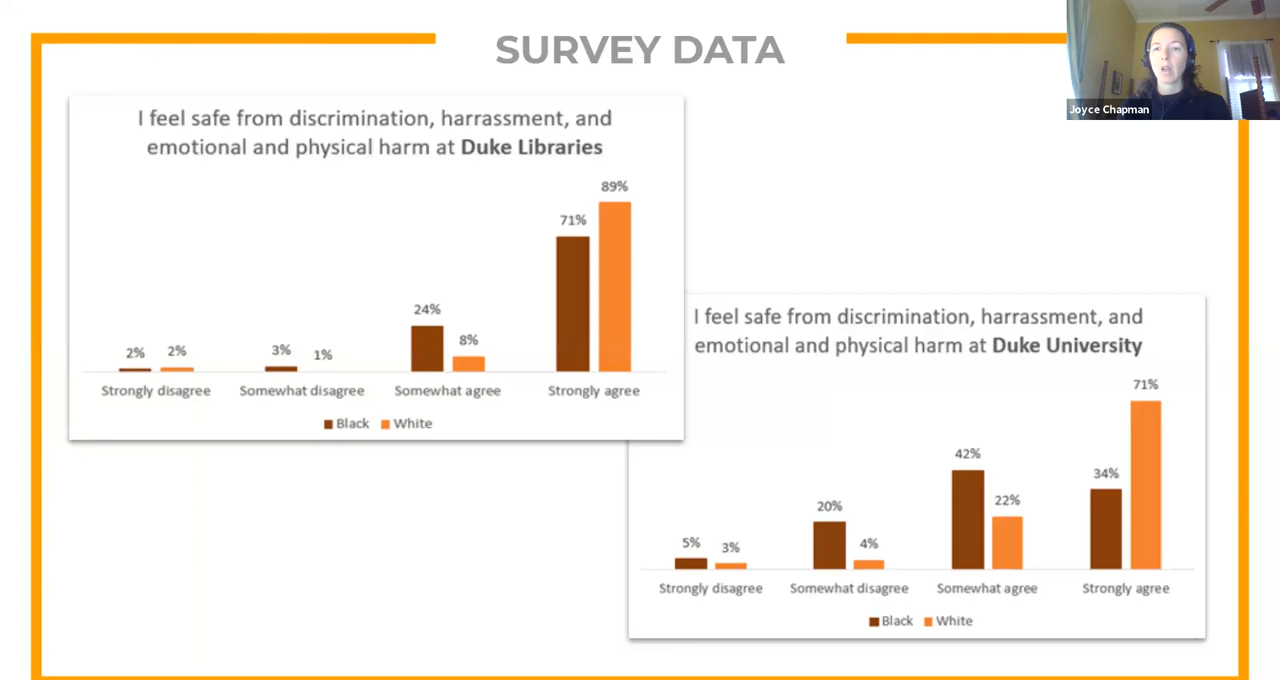 SURVEY DATA
Joyce Chapman
I feel safe from discrimination, harrassment, and
emotional and physical harm at Duke Libraries
2% 2% 3% 1% 24% 8% 71% 89%
Strongly disagree Somewhat disagree Somewhat agree Strongly agree
Black White
I feel safe from discrimination, harrassment, and
emotional and physical harm at Duke University
5% 3% 20% 4% 42% 22% 34% 71%
Strongly disagree Somewhat disagree Somewhat agree Strongly agree
Black White